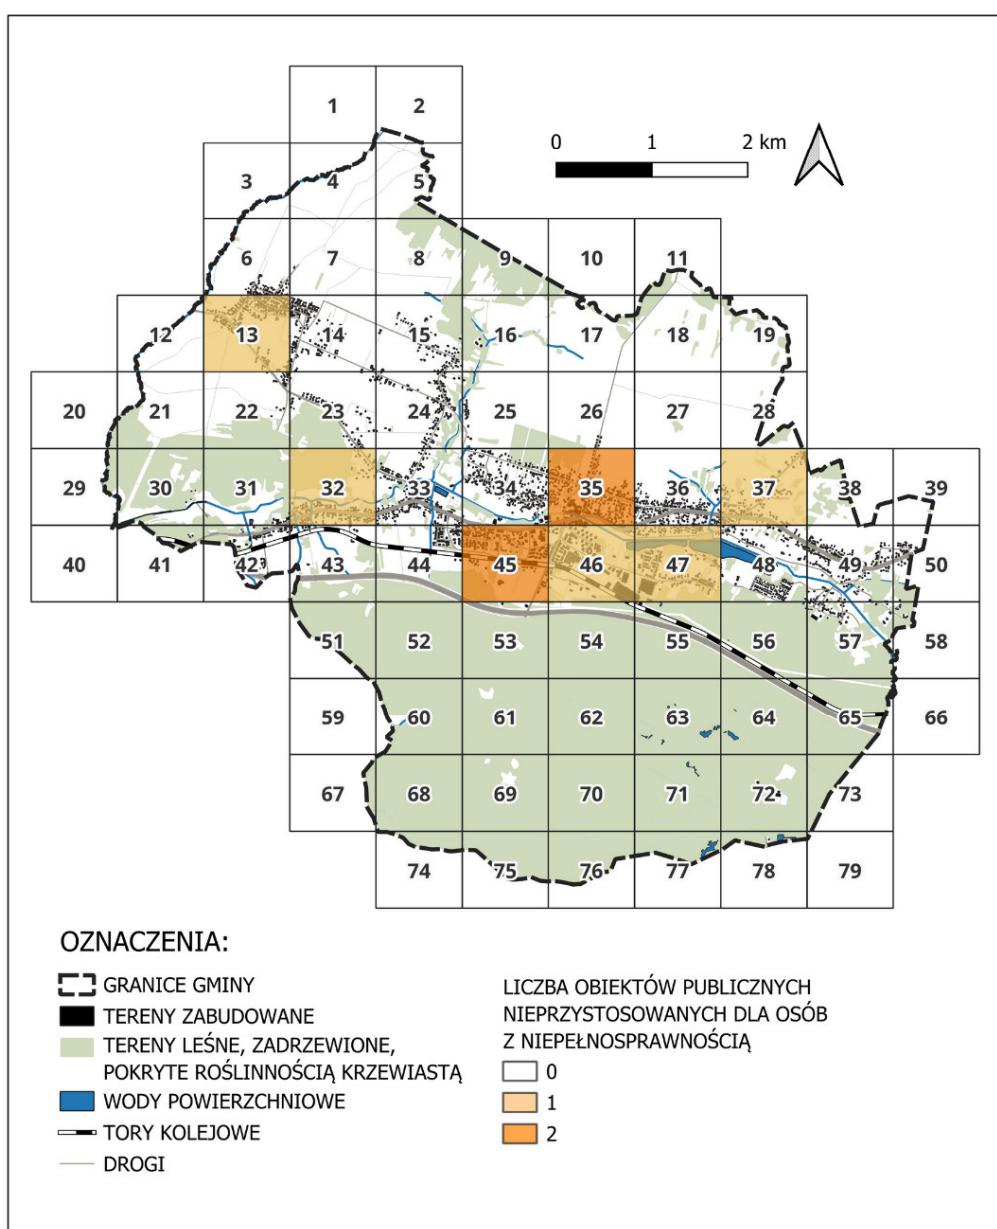 1 2
0 1 2 km
3 4 5
6 7 8 9 10 11
12 13 14 15 16 17 18 19
20 21 22 23 24 25 26 27 28
29 30 31 32 33 34 35 36 37 38 39
40 41 42 43 44 45 46 47 48 49 50
51 52 53 54 55 56 57 58
59 60 61 62 63 64 65 66
67 68 69 70 71 72 73
74 75 76 77 78 79
OZNACZENIA:
GRANICE GMINY
TERENY ZABUDOWANE
TERENY LEŚNE, ZADRZEWIONE,
POKRYTE ROŚLINNOŚCIĄ KRZEWIASTĄ
WODY POWIERZCHNIOWE
TORY KOLEJOWE
DROGI
LICZBA OBIEKTÓW PUBLICZNYCH
NIEPRZYSTOSOWANYCH DLA OSÓB
Z NIEPEŁNOSPRAWNOŚCIĄ
0
1
2